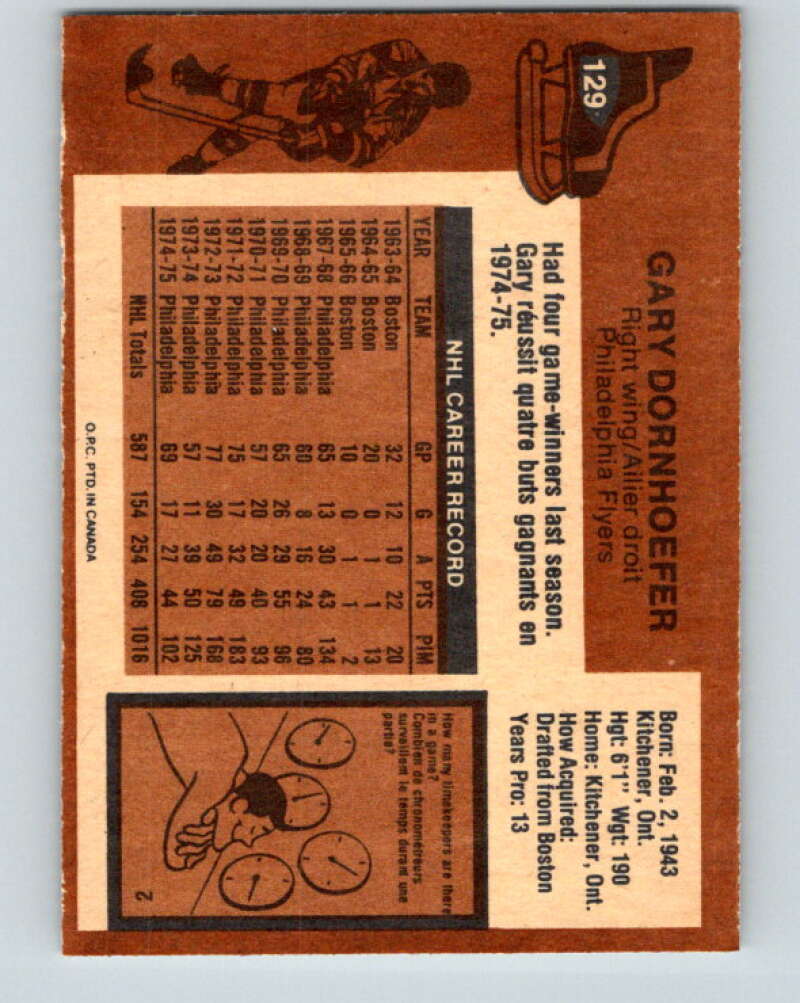 129
GARY DORNHOEFER
Right wing/Ailier droit
Philadelphia Flyers
Born: Feb. 2, 1943
Kitchener, Ont.
Hgt: 6'1" Wgt: 190
Home: Kitchener, Ont.
How Acquired:
Drafted from Boston
Years Pro: 13
Had four game-winners last season.
Gary réussit quatre buts gagnants en
1974-75.
NHL CAREER RECORD
YEAR TEAM GP G A PTS PIM
1963-64 Boston 32 12 10 22 20
1964-65 Boston 20 0 1 1 13
1965-66 Boston 10 0 1 1 2
1967-68 Philadelphia 65 13 30 43 134
1968-69 Philadelphia 60 8 16 24 80
1969-70 Philadelphia 65 26 29 55 96
1970-71 Philadelphia 57 20 20 40 93
1971-72 Philadelphia 75 17 32 49 183
1972-73 Philadelphia 77 30 49 79 168
1973-74 Philadelphia 57 11 39 50 125
1974-75 Philadelphia 69 17 27 44 102
NHL Totals 587 154 254 408 1016
How many timekeepers are there
in a game?
Combien de chronométreurs
surveillent le temps durant une
partie?
2
O.P.C. PTD. IN CANADA